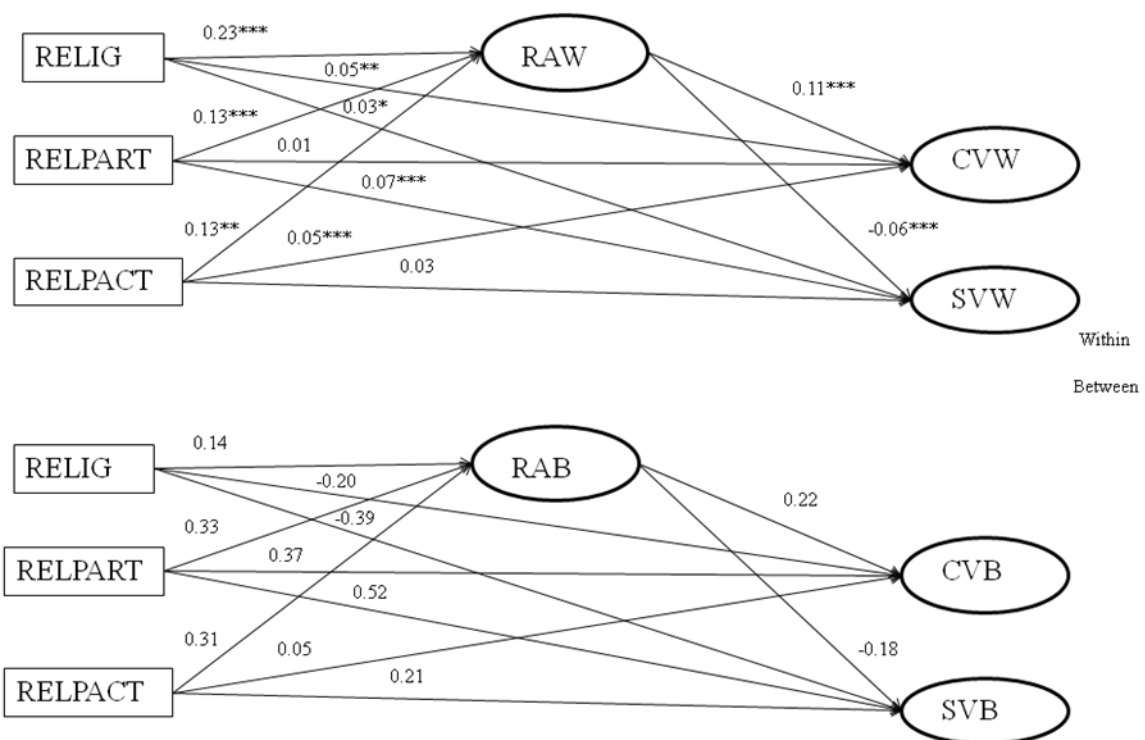 0.23***
RELIG
RAW
0.05**
0.11***
0.03*
0.13***
0.01
RELPART
CVW
0.07***
0.13**
0.05***
-0.06***
0.03
RELPACT
SVW
Within
Between
0.14
RELIG
RAB
-0.20
0.22
-0.39
0.33
0.37
RELPART
CVB
0.52
0.31
0.05
-0.18
0.21
RELPACT
SVB